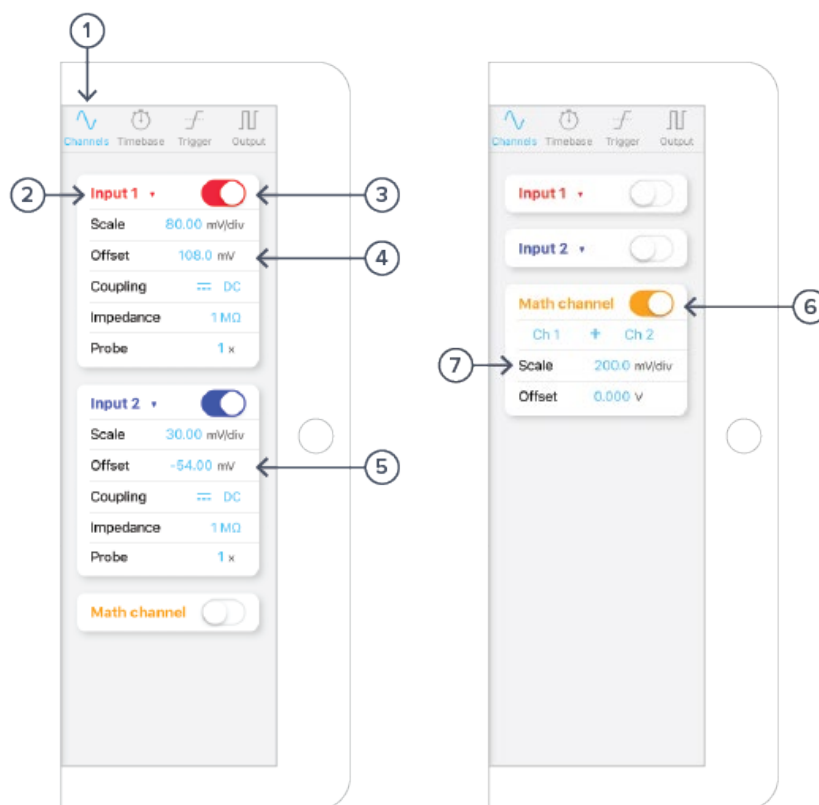 1
Channels Timebase Trigger Output
2
Input 1
3
Scale 80.00 mV/div
Offset 108.0 mV
4
Coupling DC
Impedance 1 MΩ
Probe 1 x
Input 2
Scale 30.00 mV/div
Offset -54.00 mV
5
Coupling DC
Impedance 1 MΩ
Probe 1 x
Math channel
Channels Timebase Trigger Output
Input 1
Input 2
Math channel
6
Ch 1 + Ch 2
7
Scale 200.0 mV/div
Offset 0.000 V